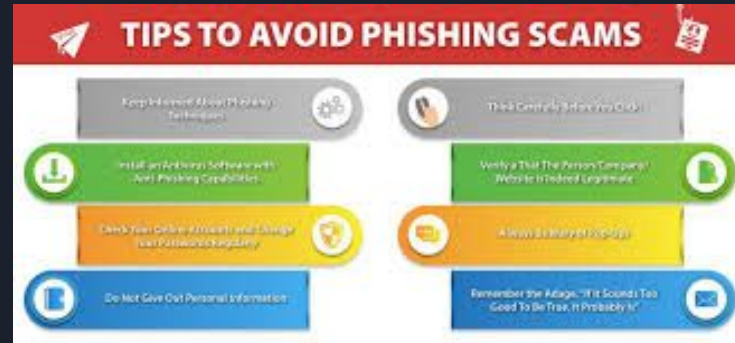 TIPS TO AVOID PHISHING SCAMS
Keep Informed About Phishing
Techniques
Install an Antivirus Software with
Anti-Phishing Capabilities
Check Your Online Accounts and Change
Your Passwords Regularly
Do Not Give Out Personal Information
Think Carefully Before You Click
Verify a That The Person/Company/
Website Is Indeed Legitimate
Always Be Wary of Pop-Ups
Remember the Adage, "If It Sounds Too
Good To Be True, It Probably Is"